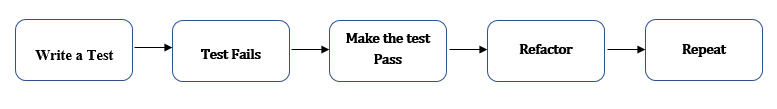 Write a Test
Test Fails
Make the test
Pass
Refactor
Repeat